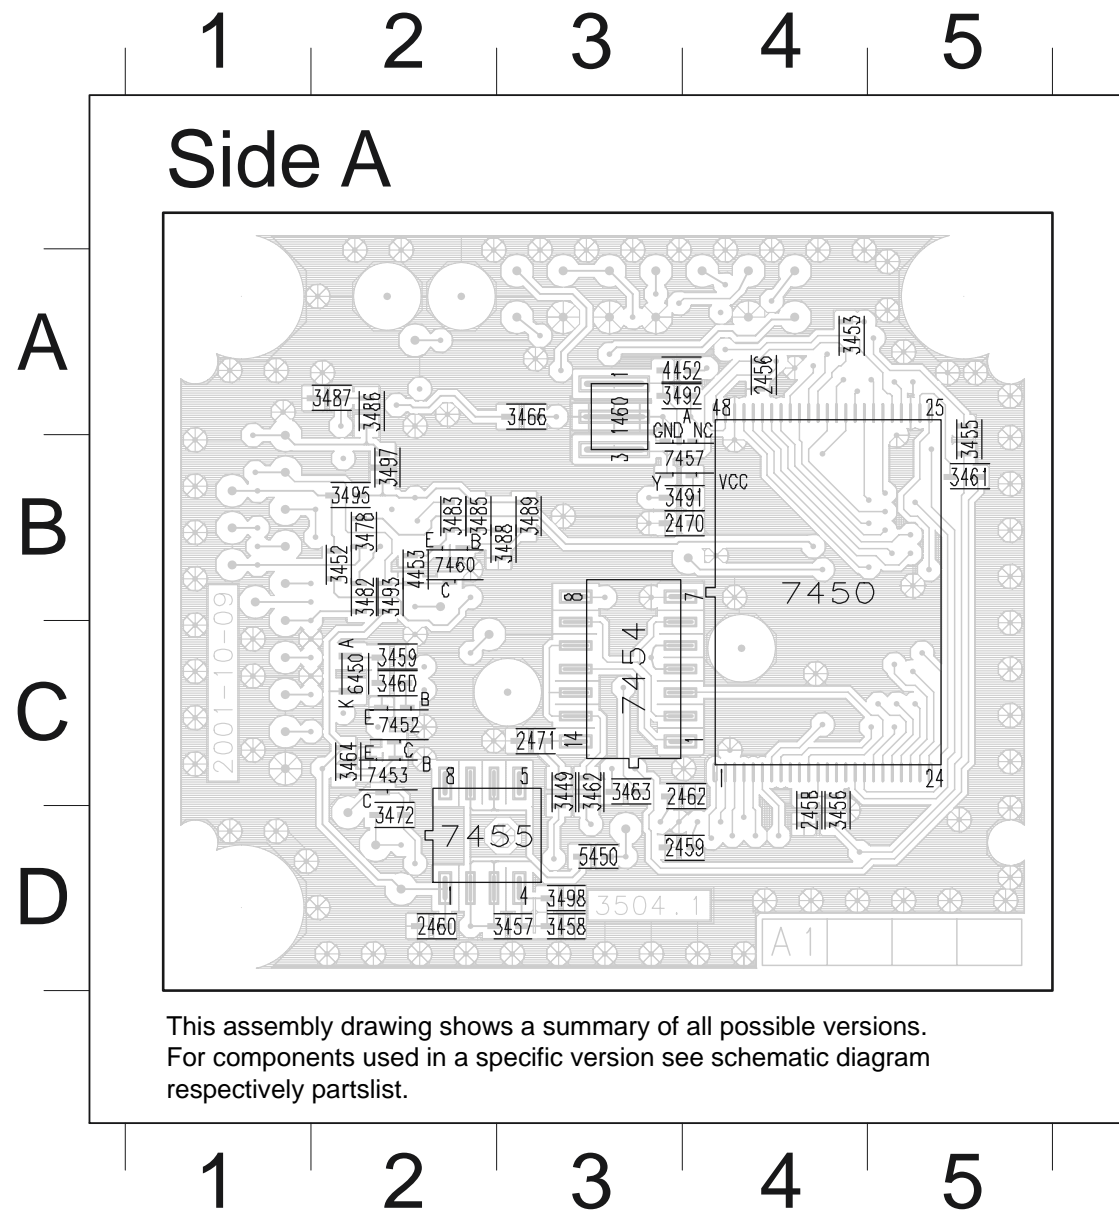 1 2 3 4 5
Side A
A
B
C
D
3453
1 4452 2456
3487 3486 3492
3466 1460 A 48 25
GND NC 3455
3497 3 7457 3461
Y VCC
3495 3491
3483 3485 3489 2470
3478 3488
E B
3452 4453 7460
C
3482 3493 8 7 7450
2001-10-09
A 3459 7454
6450 3460
K B
E 7452
2471 14 1
3464 E C
B
7453 8 5 3449 3462 3463 2462 1 24
C
3472 2458 3456
7455 2459
5450
1 4 3498 3504.1
2460 3457 3458
A1
This assembly drawing shows a summary of all possible versions.
For components used in a specific version see schematic diagram
respectively partslist.
1 2 3 4 5